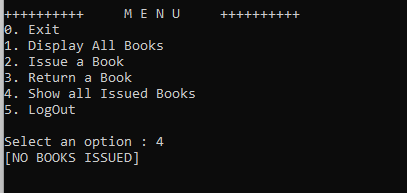 ++++++++++     M E N U     ++++++++++
0. Exit
1. Display All Books
2. Issue a Book
3. Return a Book
4. Show all Issued Books
5. LogOut
Select an option : 4
[NO BOOKS ISSUED]